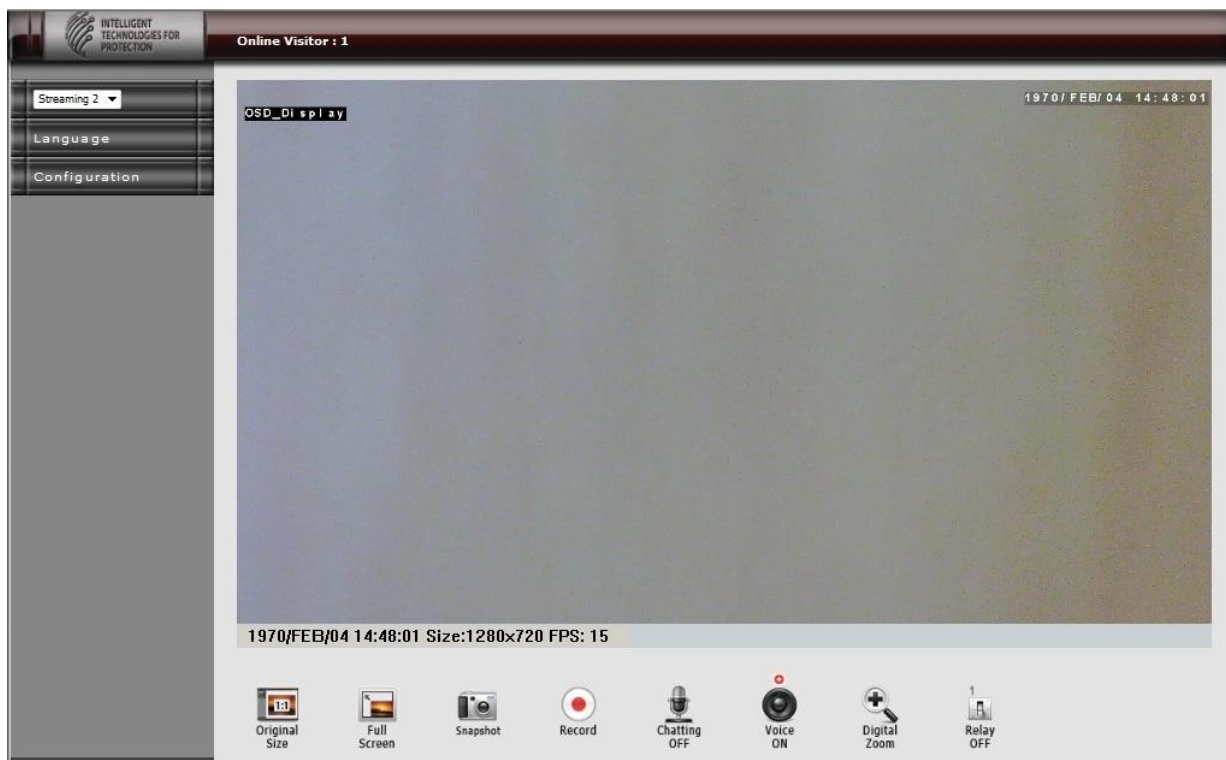 INTELLIGENT
TECHNOLOGIES FOR
PROTECTION
Online Visitor : 1
Streaming 2
Language
Configuration
OSD_Display
1970/FEB/04 14:48:01
1970/FEB/04 14:48:01 Size:1280x720 FPS: 15
1:1
Original
Size
Full
Screen
Snapshot
Record
Chatting
OFF
Voice
ON
Digital
Zoom
1
Relay
OFF